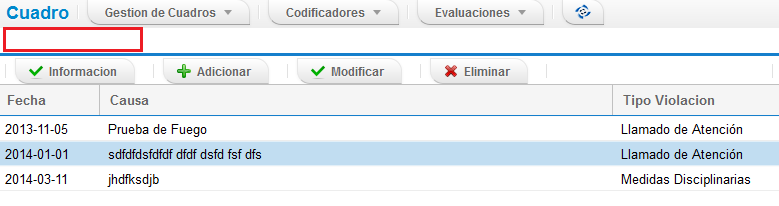 Cuadro Gestion de Cuadros Codificadores Evaluaciones
Informacion Adicionar Modificar Eliminar
Fecha Causa Tipo Violacion
2013-11-05 Prueba de Fuego Llamado de Atención
2014-01-01 sdfdfdsfdfdf dfdf dsfd fsf dfs Llamado de Atención
2014-03-11 jhdfksdjb Medidas Disciplinarias